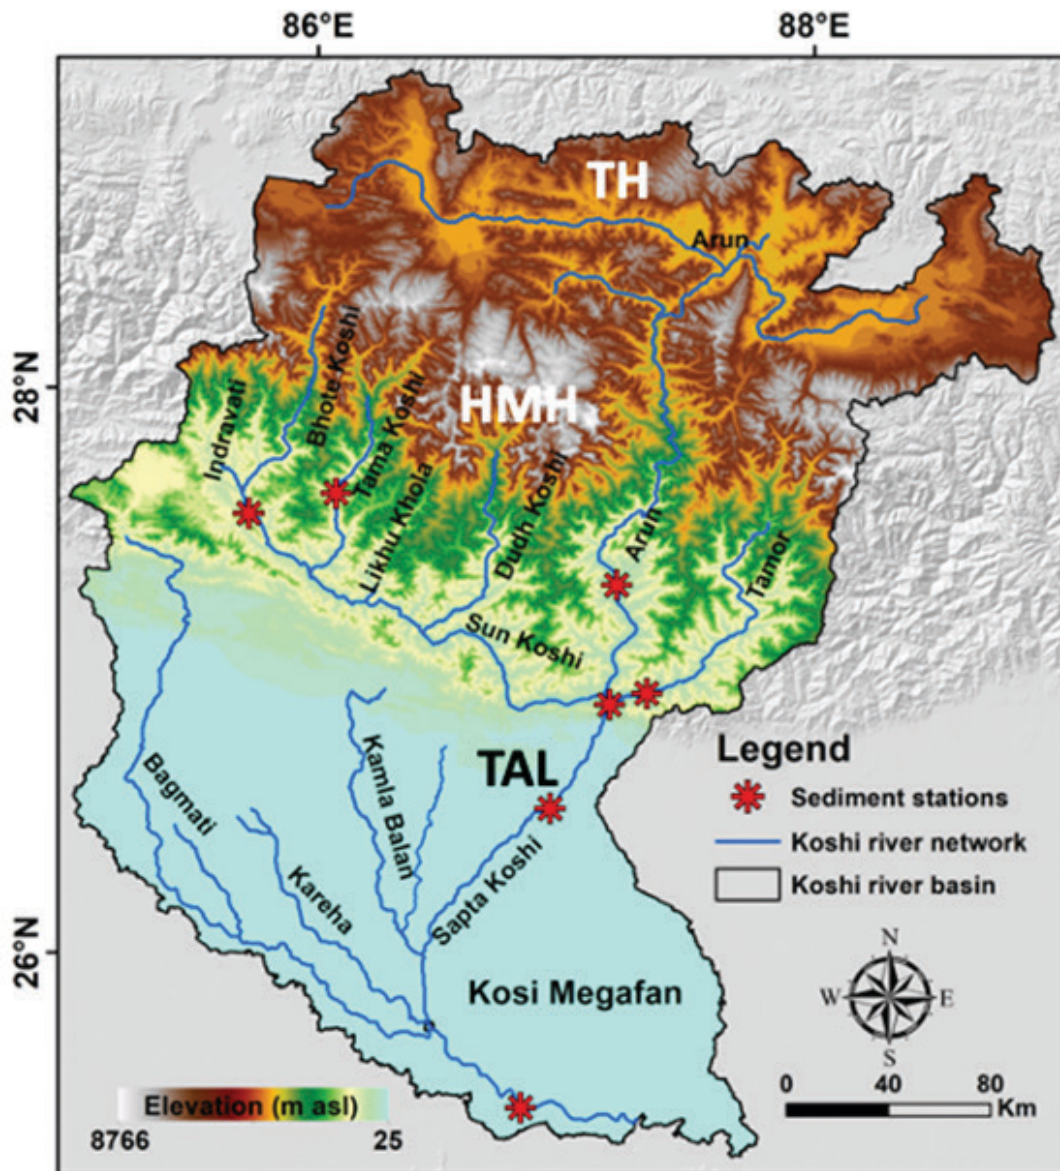 86°E
88°E
TH
Arun
28°N
HMH
Indravati
Bhote Koshi
Tama Koshi
Likhu Khola
Dudh Koshi
Arun
Tamor
Sun Koshi
TAL
Legend
Sediment stations
Koshi river network
Koshi river basin
Bagmati
Kamla Balan
Kareha
Sapta Koshi
26°N
Kosi Megafan
N
W
E
S
0 40 80
Km
Elevation (m asl)
8766 25